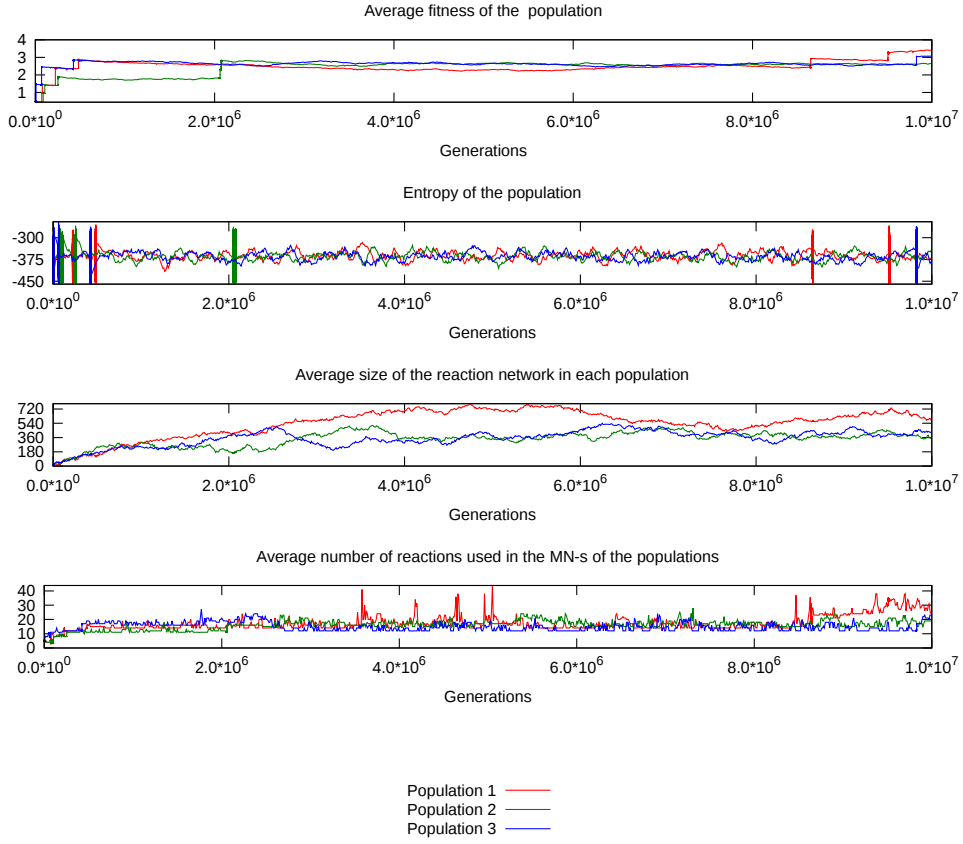 Average fitness of the  population
4
3
2
1
0.0*10^0 2.0*10^6 4.0*10^6 6.0*10^6 8.0*10^6 1.0*10^7
Generations
Entropy of the population
-300
-375
-450
0.0*10^0 2.0*10^6 4.0*10^6 6.0*10^6 8.0*10^6 1.0*10^7
Generations
Average size of the reaction network in each population
720
540
360
180
0
0.0*10^0 2.0*10^6 4.0*10^6 6.0*10^6 8.0*10^6 1.0*10^7
Generations
Average number of reactions used in the MN-s of the populations
40
30
20
10
0
0.0*10^0 2.0*10^6 4.0*10^6 6.0*10^6 8.0*10^6 1.0*10^7
Generations
Population 1
Population 2
Population 3